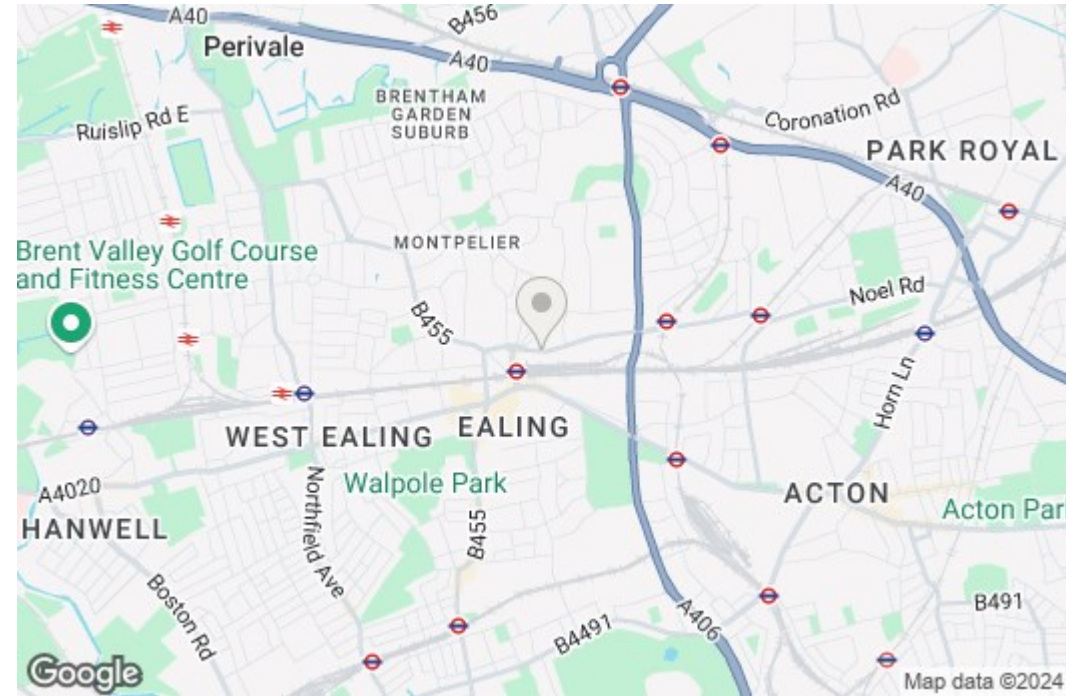 A40
B456
Perivale
A40
BRENTHAM
GARDEN
SUBURB
Ruislip Rd E
Coronation Rd
PARK ROYAL
A40
MONTPELIER
Brent Valley Golf Course
and Fitness Centre
B455
Noel Rd
Horn Ln
WEST EALING
EALING
Walpole Park
A4020
ACTON
Acton Par
HANWELL
Northfield Ave
B455
Boston Rd
B4491
A406
B491
Google
Map data ©2024